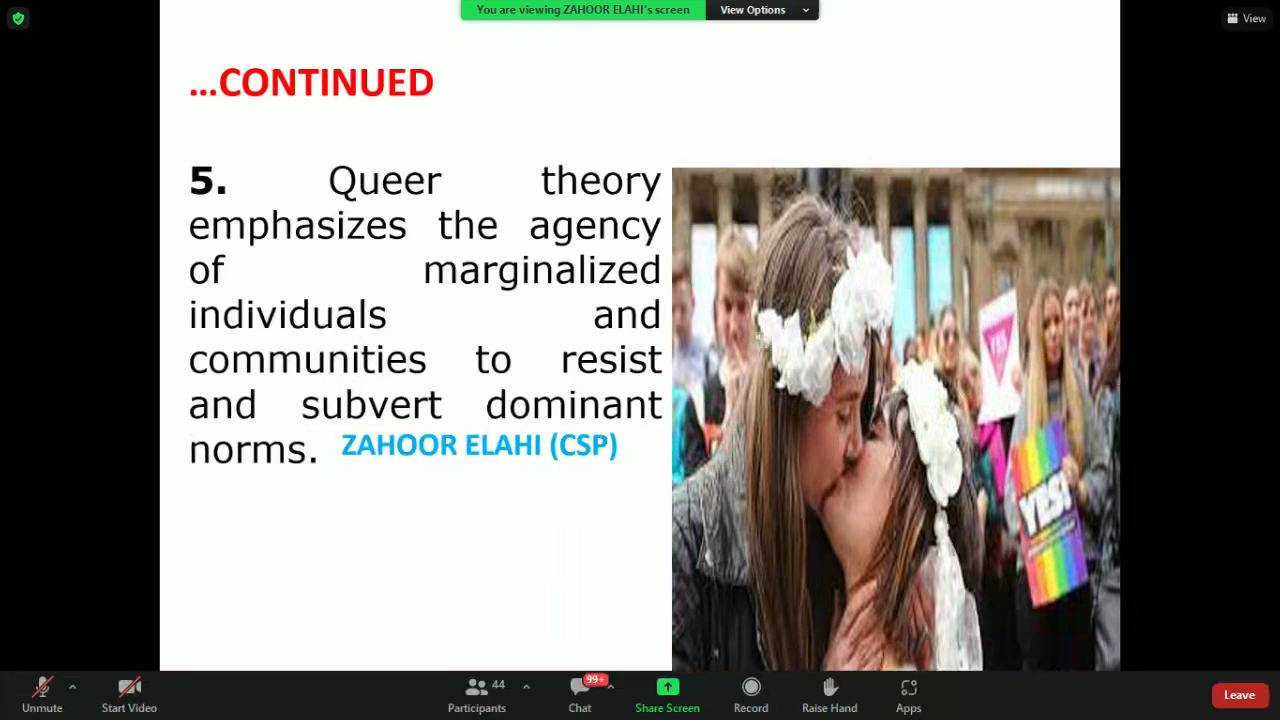 You are viewing ZAHOOR ELAHI's screen
View Options
View
...CONTINUED
5. Queer theory
emphasizes the agency
of marginalized
individuals and
communities to resist
and subvert dominant
norms. ZAHOOR ELAHI (CSP)
YES
YES!
44
99+
Unmute
Start Video
Participants
Chat
Share Screen
Record
Raise Hand
Apps
Leave